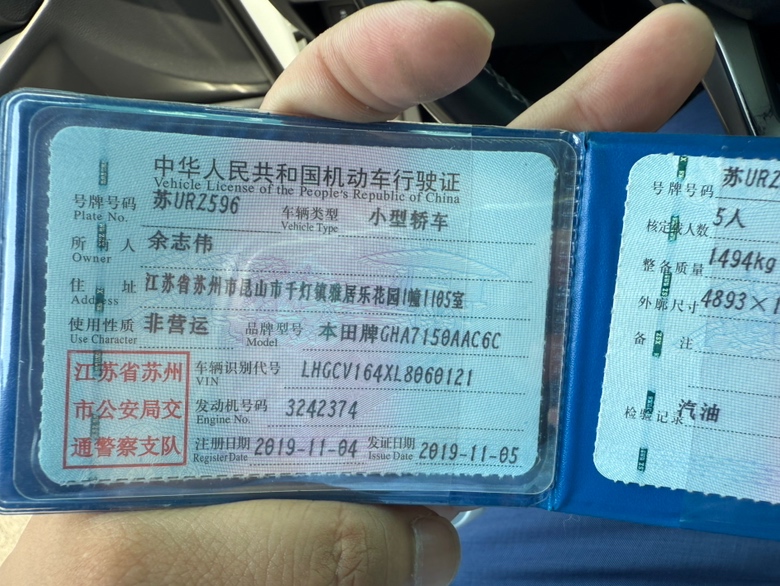 中华人民共和国机动车行驶证
Vehicle License of the People's Republic of China
号牌号码 苏URZ596 车辆类型 小型轿车
Plate No. Vehicle Type
所有人 余志伟
Owner
住址 江苏省苏州市昆山市千灯镇雅居乐花园1幢1105室
Address
使用性质 非营运 品牌型号 本田牌GHA7150AAC6C
Use Character Model
江苏省苏州
市公安局交
通警察支队
车辆识别代号 LHGCV164XL8060121
VIN
发动机号码 3242374
Engine No.
注册日期 2019-11-04 发证日期 2019-11-05
Register Date Issue Date
号牌号码 苏URZ
核定载人数 5人
整备质量 1494kg
外廓尺寸 4893×1
备注
检验记录 汽油